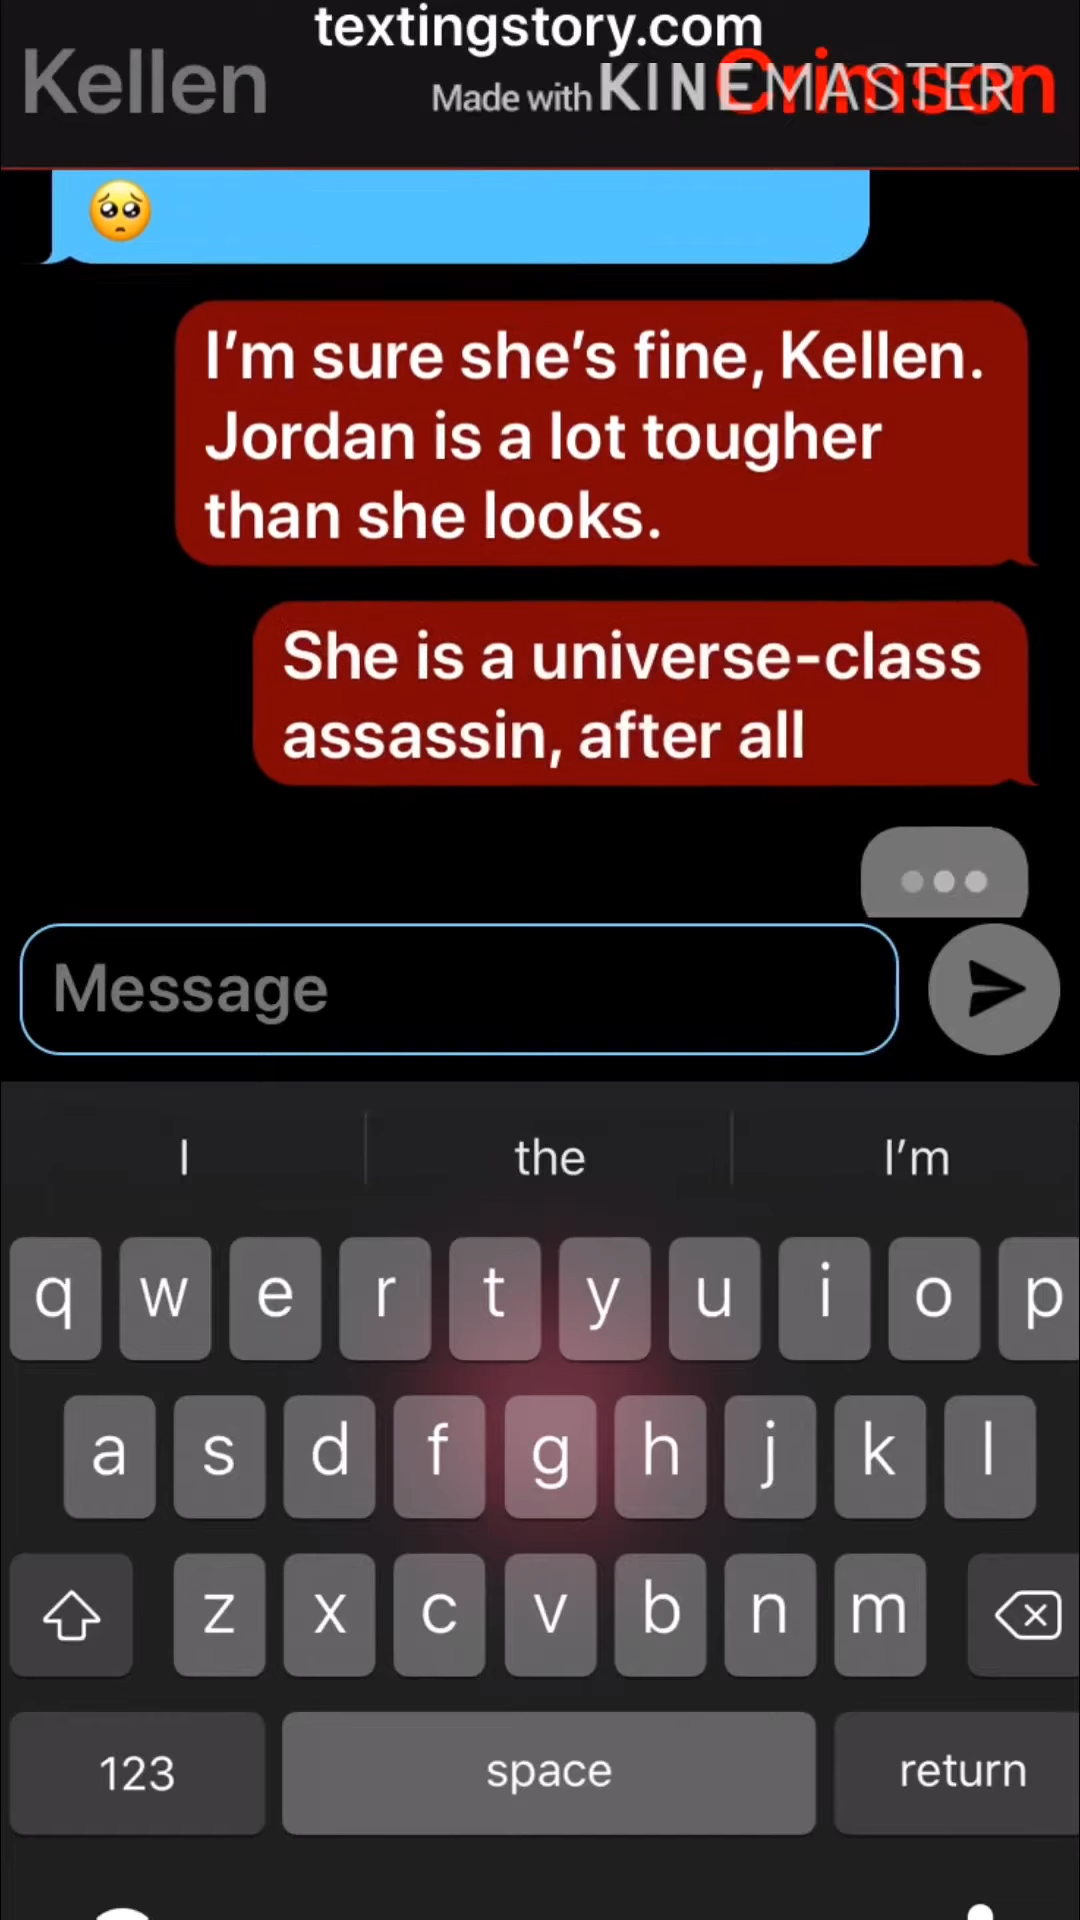 textingstory.com
Kellen
Made with KINEMASTER
Crimson
🥺
I’m sure she’s fine, Kellen.
Jordan is a lot tougher
than she looks.
She is a universe-class
assassin, after all
Message
I the I’m
q w e r t y u i o p
a s d f g h j k l
z x c v b n m
123 space return